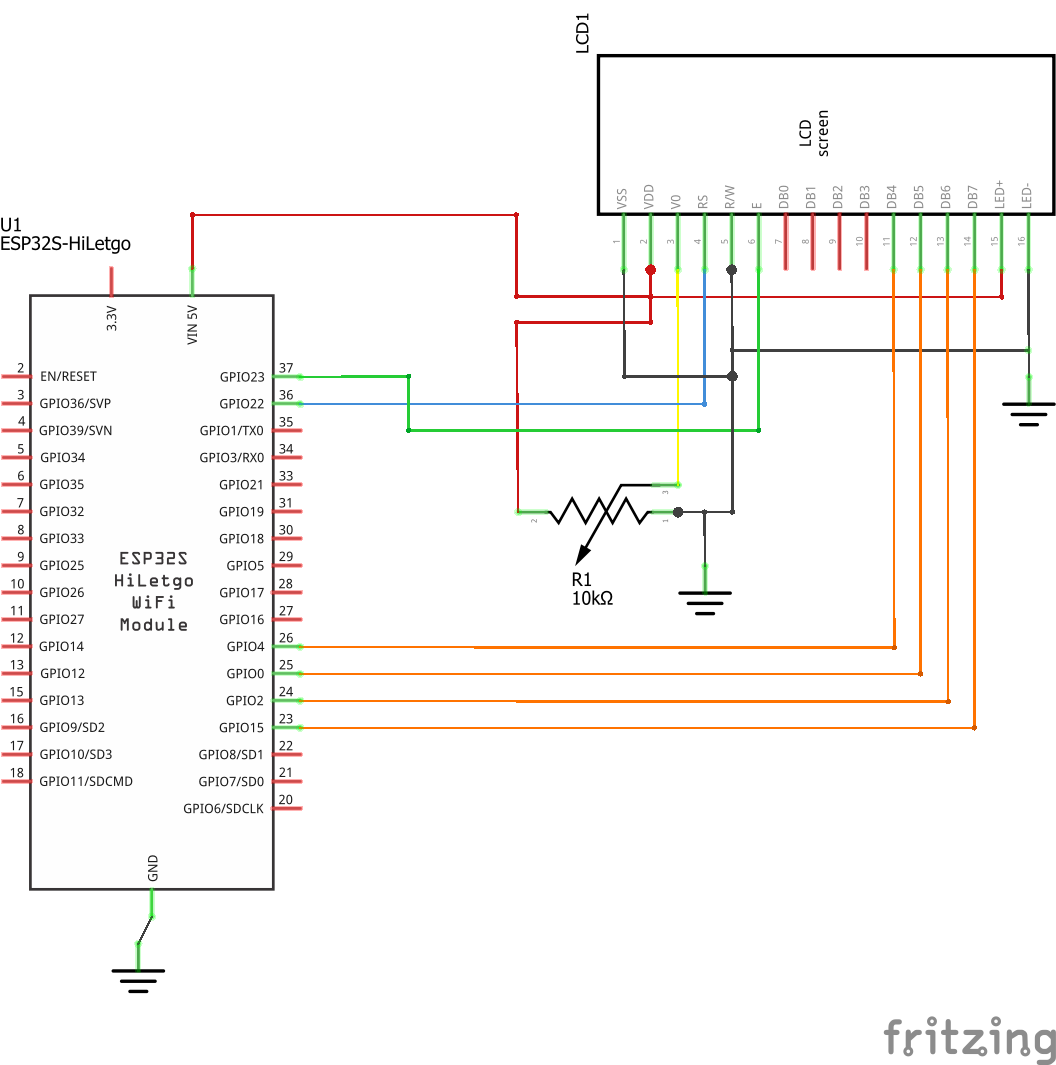 LCD1
LCD
screen
VSS
VDD
V0
RS
R/W
E
DB0
DB1
DB2
DB3
DB4
DB5
DB6
DB7
LED+
LED-
1
2
3
4
5
6
7
8
9
10
11
12
13
14
15
16
U1
ESP32S-HiLetgo
3.3V
VIN 5V
2 EN/RESET
3 GPIO36/SVP
4 GPIO39/SVN
5 GPIO34
6 GPIO35
7 GPIO32
8 GPIO33
9 GPIO25
10 GPIO26
11 GPIO27
12 GPIO14
13 GPIO12
15 GPIO13
16 GPIO9/SD2
17 GPIO10/SD3
18 GPIO11/SDCMD
ESP32S
HiLetgo
WiFi
Module
GPIO23 37
GPIO22 36
GPIO1/TX0 35
GPIO3/RX0 34
GPIO21 33
GPIO19 31
GPIO18 30
GPIO5 29
GPIO17 28
GPIO16 27
GPIO4 26
GPIO0 25
GPIO2 24
GPIO15 23
GPIO8/SD1 22
GPIO7/SD0 21
GPIO6/SDCLK 20
GND
3
2
1
R1
10kΩ
fritzing